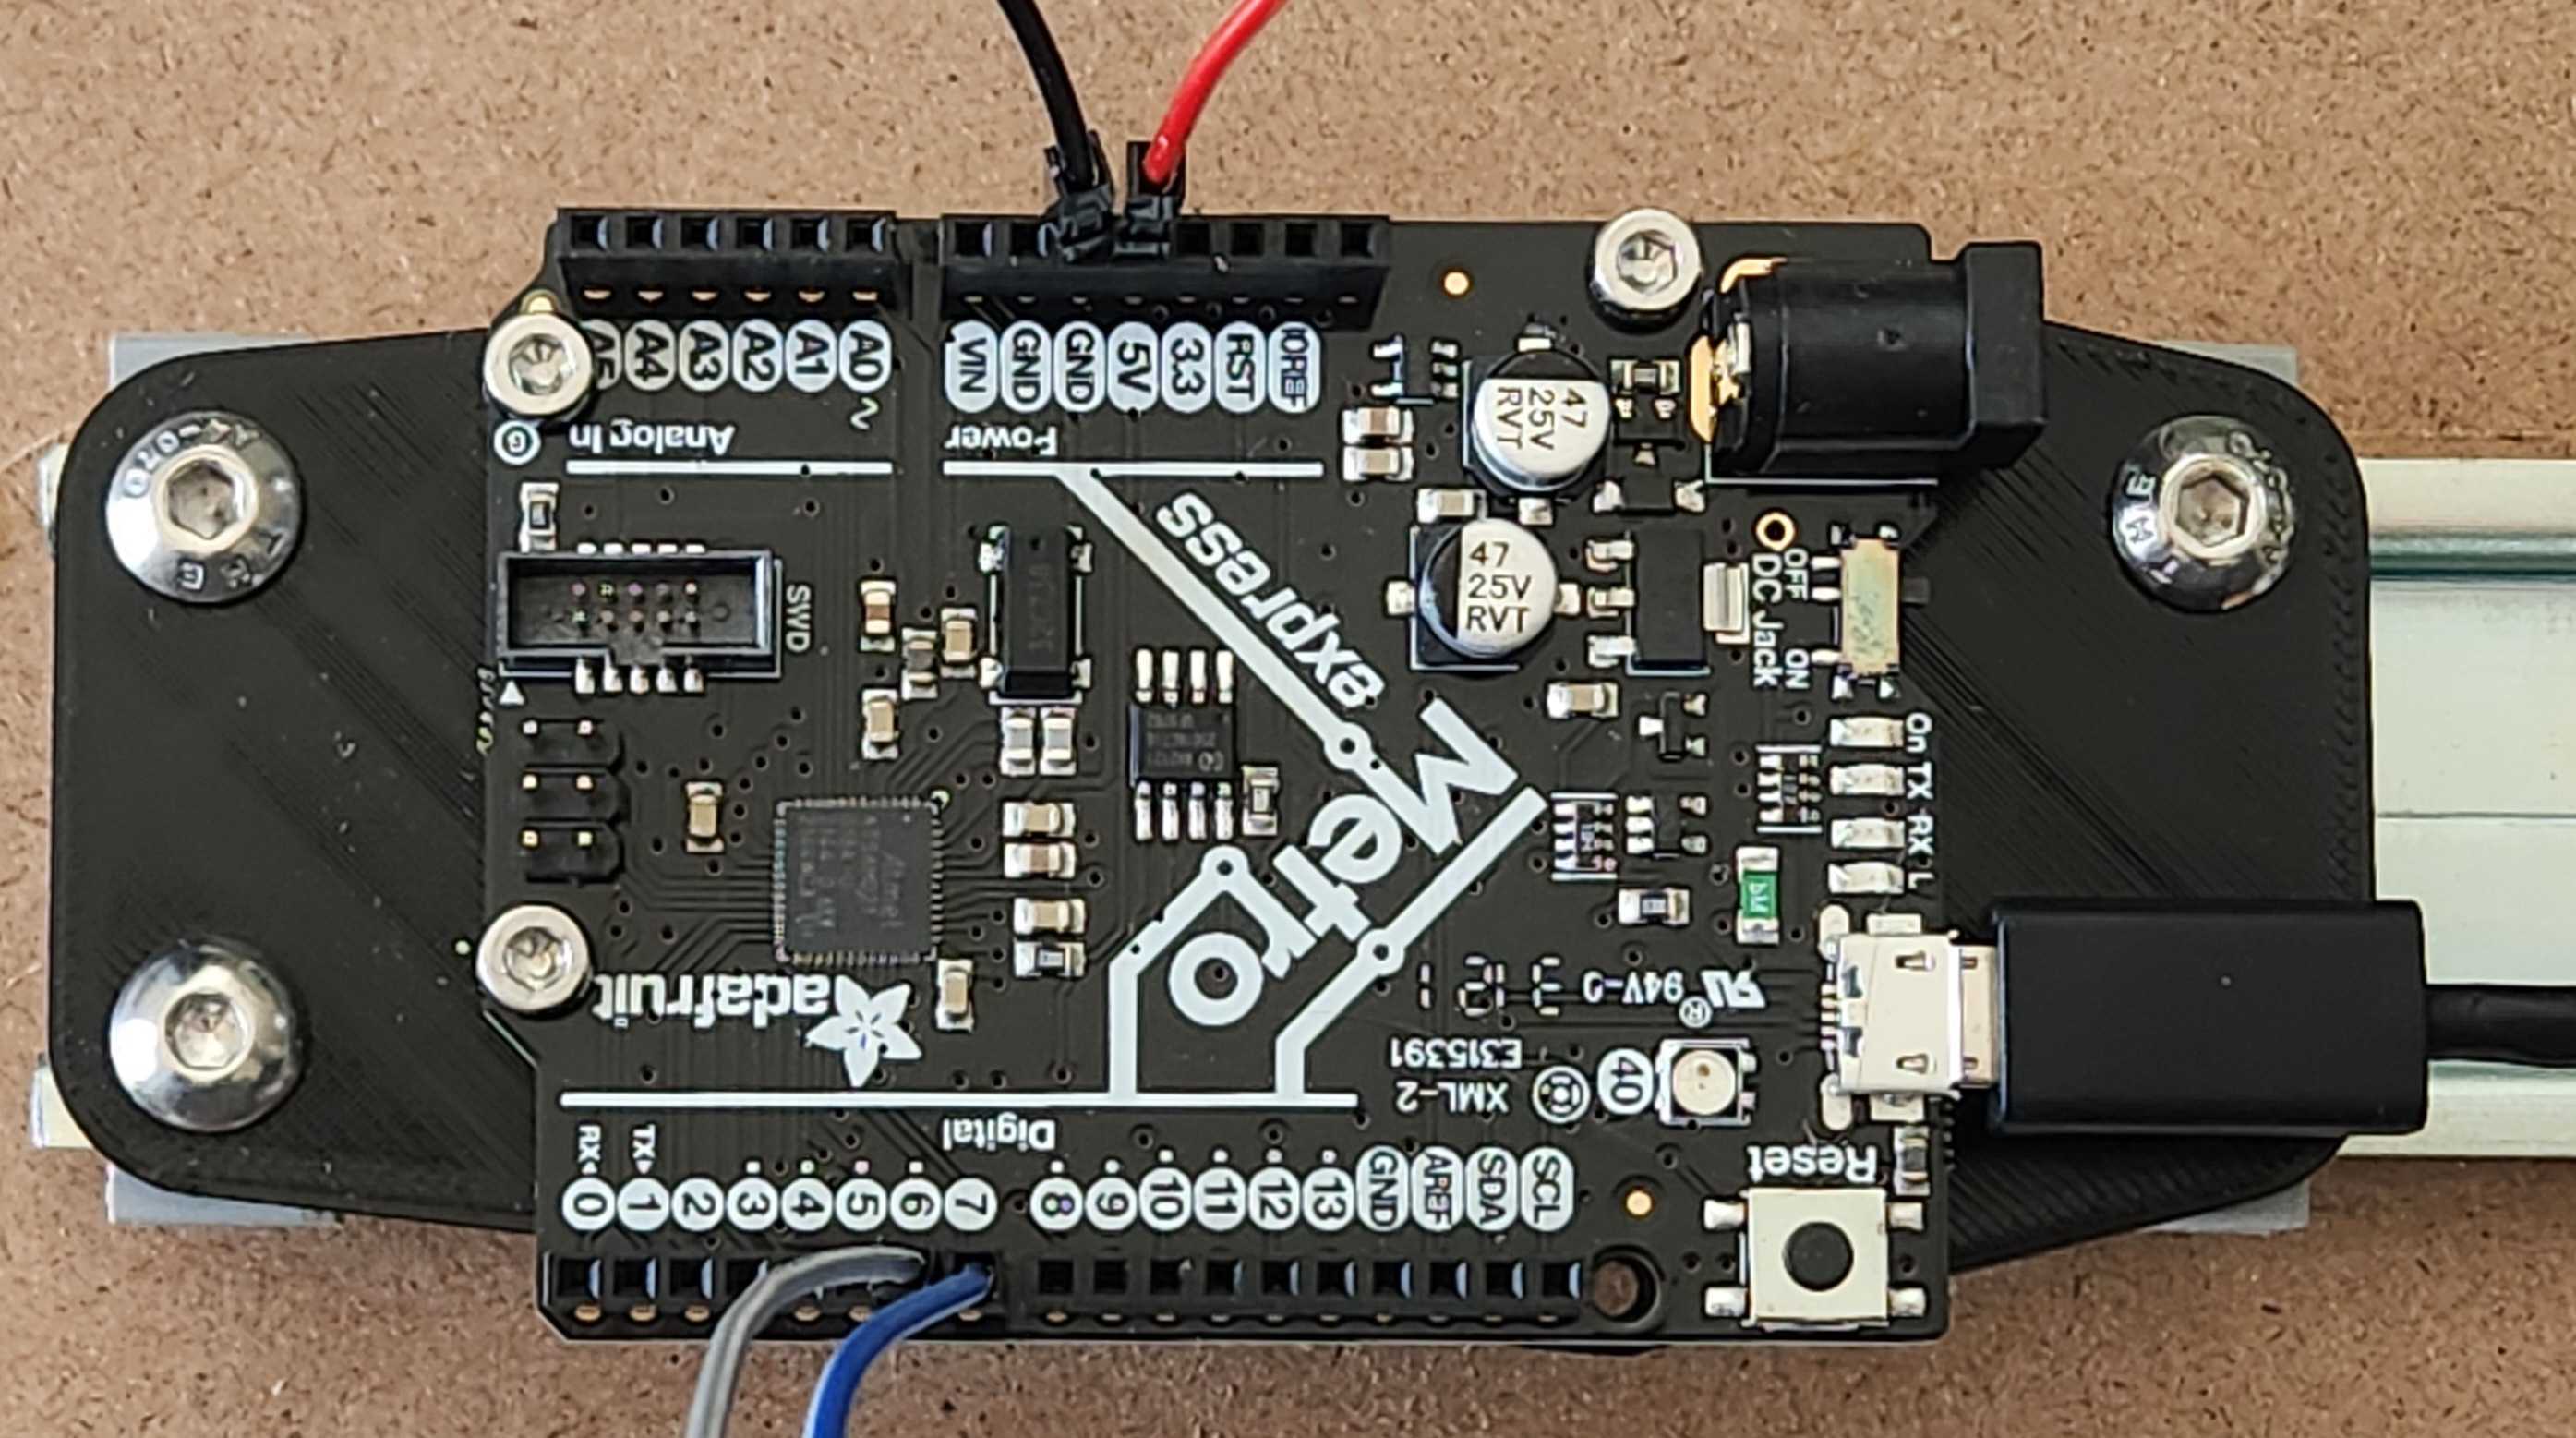 A5 A4 A3 A2 A1 A0
VIN GND GND 5V 3.3 RST IOREF
Analog In
Power
47
25V
RVT
47
25V
RVT
SWD
express
Metro
OFF
DC Jack
ON
On TX RX L
adafruit
94V-0
E315391
XML-2
40
Digital
RX TX
Reset
0 1 2 3 4 5 6 7 8 9 10 11 12 13 GND AREF SDA SCL